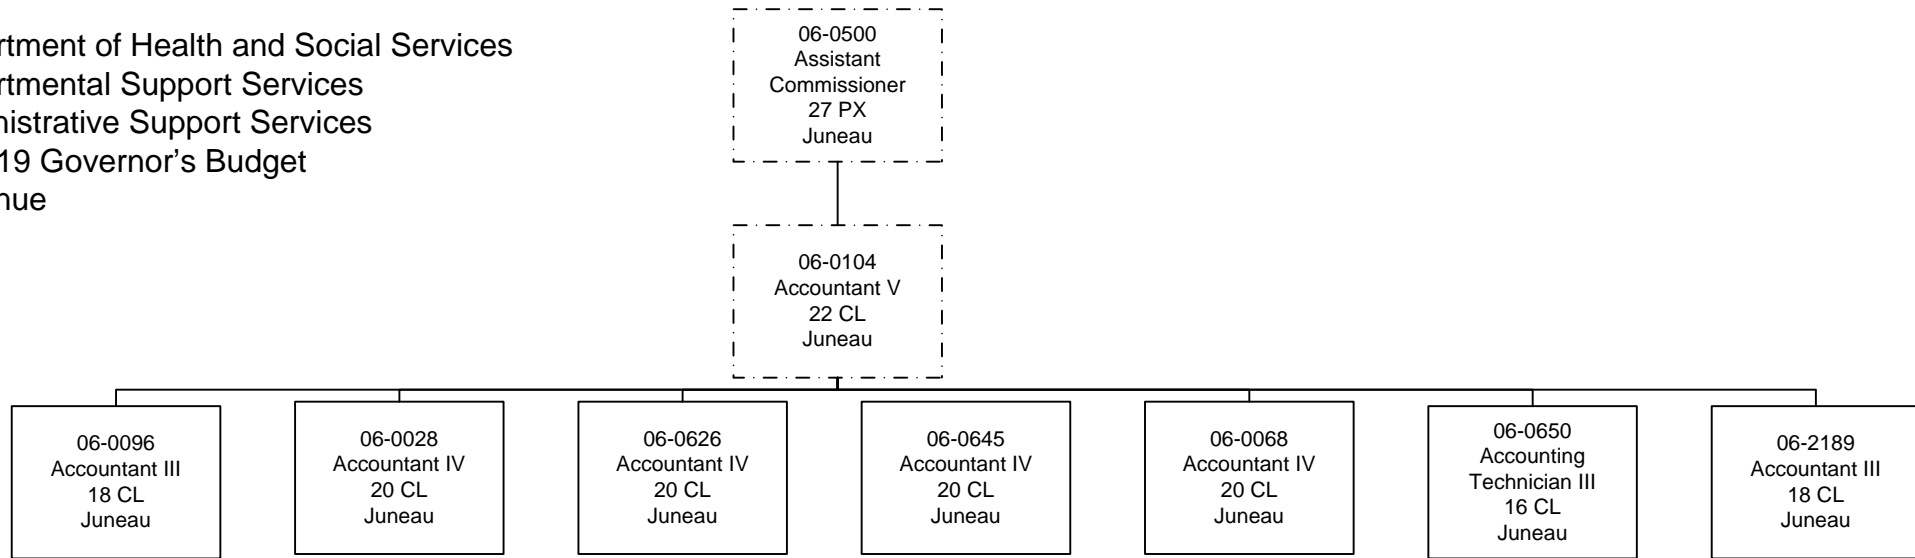 rtment of Health and Social Services
rtmental Support Services
nistrative Support Services
19 Governor's Budget
nue
06-0500
Assistant
Commissioner
27 PX
Juneau
06-0104
Accountant V
22 CL
Juneau
06-0096
Accountant III
18 CL
Juneau
06-0028
Accountant IV
20 CL
Juneau
06-0626
Accountant IV
20 CL
Juneau
06-0645
Accountant IV
20 CL
Juneau
06-0068
Accountant IV
20 CL
Juneau
06-0650
Accounting
Technician III
16 CL
Juneau
06-2189
Accountant III
18 CL
Juneau